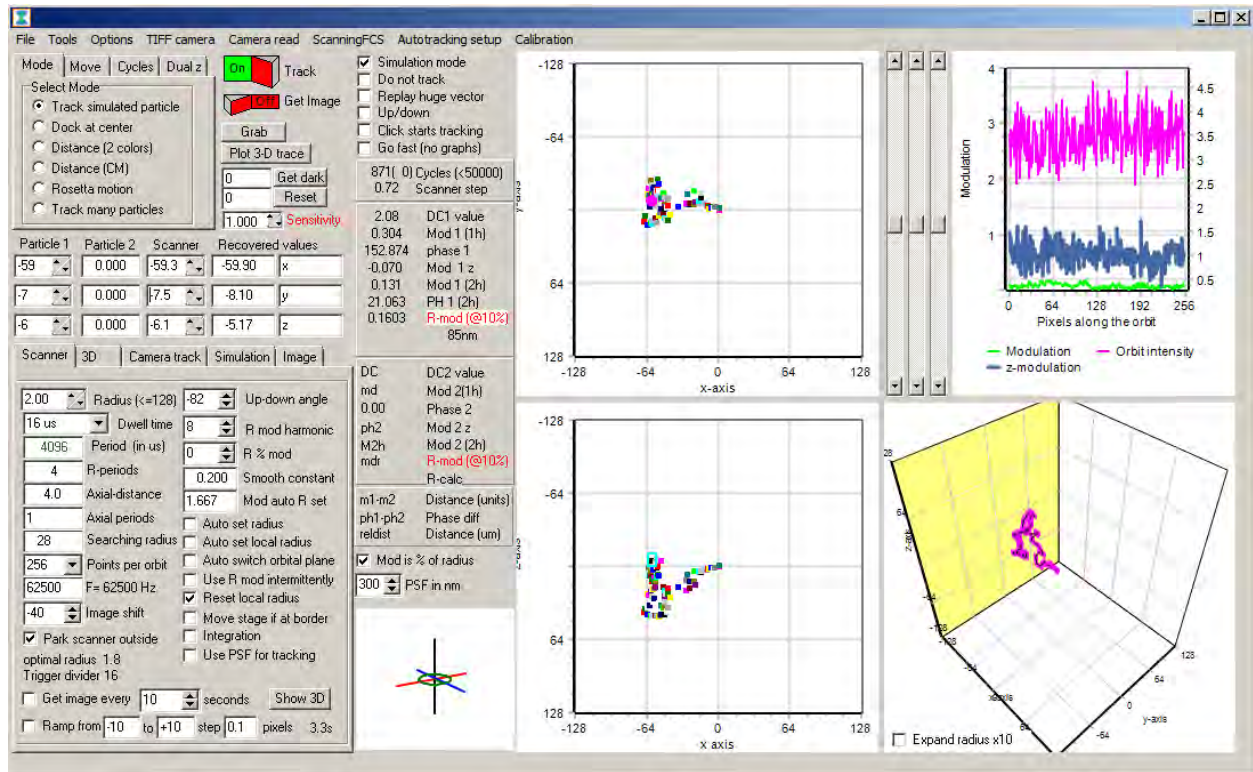 File Tools Options TIFF camera Camera read ScanningFCS Autotracking setup Calibration
Mode Move Cycles Dual z
Select Mode
Track simulated particle
Dock at center
Distance (2 colors)
Distance (CM)
Rosetta motion
Track many particles
On Track
Off Get Image
Grab
Plot 3-D trace
0 Get dark
0 Reset
1.000 Sensitivity
Particle 1 Particle 2 Scanner Recovered values
-59 0.000 -59.3 -59.90 x
-7 0.000 -7.5 -8.10 y
-6 0.000 -6.1 -5.17 z
Scanner 3D Camera track Simulation Image
2.00 Radius (<=128) -82 Up-down angle
16 us Dwell time 8 R mod harmonic
4096 Period (in us) 0 R % mod
4 R-periods 0.200 Smooth constant
4.0 Axial-distance 1.667 Mod auto R set
1 Axial periods Auto set radius
28 Searching radius Auto set local radius
256 Points per orbit Auto switch orbital plane
62500 F= 62500 Hz Use R mod intermittently
Reset local radius
-40 Image shift Move stage if at border
Park scanner outside Integration
optimal radius 1.8 Use PSF for tracking
Trigger divider 16
Get image every 10 seconds Show 3D
Ramp from -10 to +10 step 0.1 pixels 3.3s
Simulation mode
Do not track
Replay huge vector
Up/down
Click starts tracking
Go fast (no graphs)
871( 0) Cycles (<50000)
0.72 Scanner step
2.08 DC1 value
0.304 Mod 1 (1h)
152.874 phase 1
-0.070 Mod 1 z
0.131 Mod 1 (2h)
21.063 PH 1 (2h)
0.1603 R-mod (@10%)
85nm
DC DC2 value
md Mod 2(1h)
0.00 Phase 2
ph2 Mod 2 z
M2h Mod 2 (2h)
mdr R-mod (@10%)
R-calc
m1-m2 Distance (units)
ph1-ph2 Phase diff
reldist Distance (um)
Mod is % of radius
300 PSF in nm
-128
-64
y-axis
64
128
-128 -64 0 64 128
x-axis
-128
-64
z-axis
64
128
-128 -64 0 64 128
x axis
4
3
2
1
Modulation
4.5
4
3.5
3
2.5
2
1.5
1
0.5
0 64 128 192 256
Pixels along the orbit
Modulation Orbit intensity
z-modulation
28
64
z-axis
-64
-128
-128
-64
x-axis
64
-64
0
64
128
y-axis
Expand radius x10